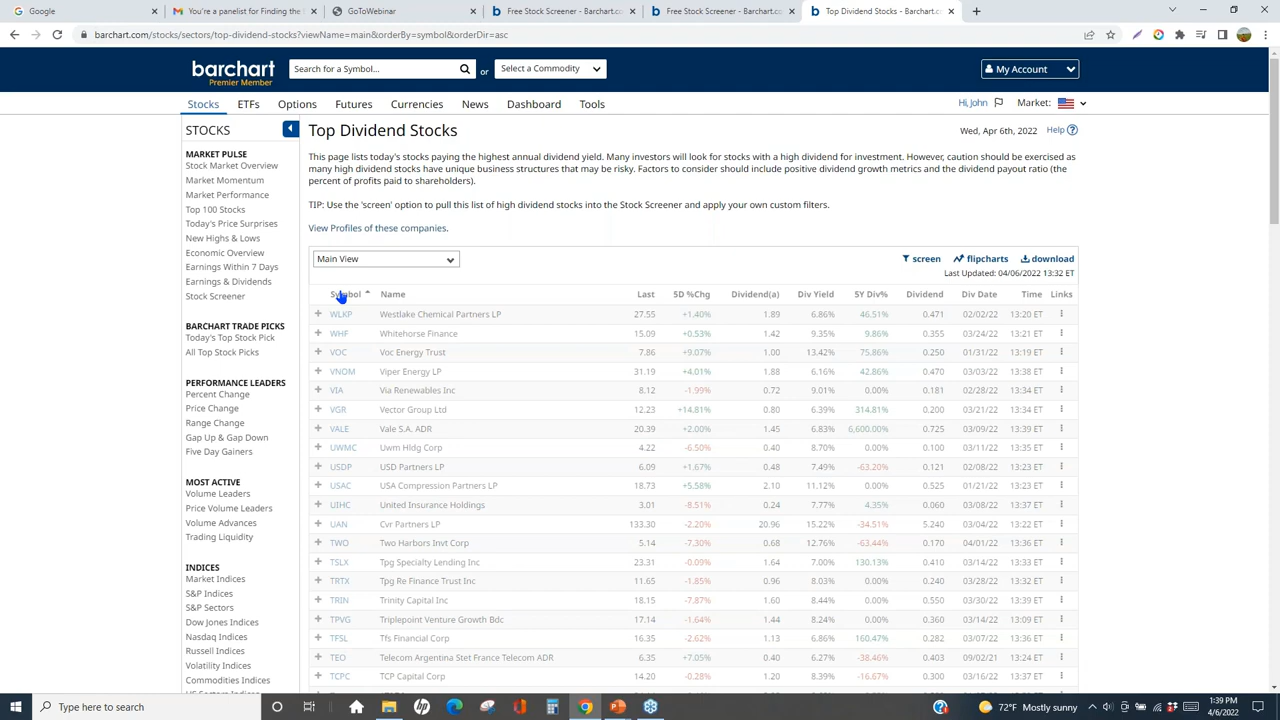 Google
You're a panelist for Finding the
GoToWebinar
Free Stock Screener - Barchart.co
Free Stock Screener - Barchart.co
Top Dividend Stocks - Barchart.co
barchart.com/stocks/sectors/top-dividend-stocks?viewName=main&orderBy=symbol&orderDir=asc
barchart
Premier Member
Search for a Symbol...
or
Select a Commodity
My Account
Stocks ETFs Options Futures Currencies News Dashboard Tools
Hi, John Market:
STOCKS
MARKET PULSE
Stock Market Overview
Market Momentum
Market Performance
Top 100 Stocks
Today's Price Surprises
New Highs & Lows
Economic Overview
Earnings Within 7 Days
Earnings & Dividends
Stock Screener
BARCHART TRADE PICKS
Today's Top Stock Pick
All Top Stock Picks
PERFORMANCE LEADERS
Percent Change
Price Change
Range Change
Gap Up & Gap Down
Five Day Gainers
MOST ACTIVE
Volume Leaders
Price Volume Leaders
Volume Advances
Trading Liquidity
INDICES
Market Indices
S&P Indices
S&P Sectors
Dow Jones Indices
Nasdaq Indices
Russell Indices
Volatility Indices
Commodities Indices
Top Dividend Stocks
Wed, Apr 6th, 2022 Help ?
This page lists today's stocks paying the highest annual dividend yield. Many investors will look for stocks with a high dividend for investment. However, caution should be exercised as
many high dividend stocks have unique business structures that may be risky. Factors to consider should include positive dividend growth metrics and the dividend payout ratio (the
percent of profits paid to shareholders).
TIP: Use the 'screen' option to pull this list of high dividend stocks into the Stock Screener and apply your own custom filters.
View Profiles of these companies.
Main View
screen flipcharts download
Last Updated: 04/06/2022 13:32 ET
Symbol Name Last 5D %Chg Dividend(a) Div Yield 5Y Div% Dividend Div Date Time Links
WLKP Westlake Chemical Partners LP 27.55 +1.40% 1.89 6.86% 46.51% 0.471 02/02/22 13:20 ET
WHF Whitehorse Finance 15.09 +0.53% 1.42 9.35% 9.86% 0.355 03/24/22 13:21 ET
VOC Voc Energy Trust 7.86 +9.07% 1.00 13.42% 75.86% 0.250 01/31/22 13:19 ET
VNOM Viper Energy LP 31.19 +4.01% 1.88 6.16% 42.86% 0.470 03/03/22 13:38 ET
VIA Via Renewables Inc 8.12 -1.99% 0.72 9.01% 0.00% 0.181 02/28/22 13:34 ET
VGR Vector Group Ltd 12.23 +14.81% 0.80 6.39% 314.81% 0.200 03/21/22 13:34 ET
VALE Vale S.A. ADR 20.39 +2.00% 1.45 6.83% 6,600.00% 0.725 03/09/22 13:39 ET
UWMC Uwm Hldg Corp 4.22 -6.50% 0.40 8.70% 0.00% 0.100 03/11/22 13:35 ET
USDP USD Partners LP 6.09 +1.67% 0.48 7.49% -63.20% 0.121 02/08/22 13:23 ET
USAC USA Compression Partners LP 18.73 +5.58% 2.10 11.12% 0.00% 0.525 01/21/22 13:23 ET
UIHC United Insurance Holdings 3.01 -8.51% 0.24 7.77% 4.35% 0.060 03/08/22 13:37 ET
UAN Cvr Partners LP 133.30 -2.20% 20.96 15.22% -34.51% 5.240 03/04/22 13:22 ET
TWO Two Harbors Invt Corp 5.14 -7.30% 0.68 12.76% -63.44% 0.170 04/01/22 13:36 ET
TSLX Tpg Specialty Lending Inc 23.31 -0.09% 1.64 7.00% 130.13% 0.410 03/14/22 13:33 ET
TRTX Tpg Re Finance Trust Inc 11.65 -1.85% 0.96 8.03% 0.00% 0.240 03/28/22 13:32 ET
TRIN Trinity Capital Inc 18.15 -7.87% 1.60 8.44% 0.00% 0.550 03/30/22 13:39 ET
TPVG Triplepoint Venture Growth Bdc 17.14 -1.64% 1.44 8.24% 0.00% 0.360 03/14/22 13:09 ET
TFSL Tfs Financial Corp 16.35 -2.62% 1.13 6.86% 160.47% 0.282 03/07/22 13:36 ET
TEO Telecom Argentina Stet France Telecom ADR 6.35 +7.05% 0.40 6.27% -38.46% 0.403 09/02/21 13:24 ET
TCPC TCP Capital Corp 14.20 -0.28% 1.20 8.39% -16.67% 0.300 03/16/22 13:37 ET
Type here to search
72°F Mostly sunny
1:39 PM
4/6/2022